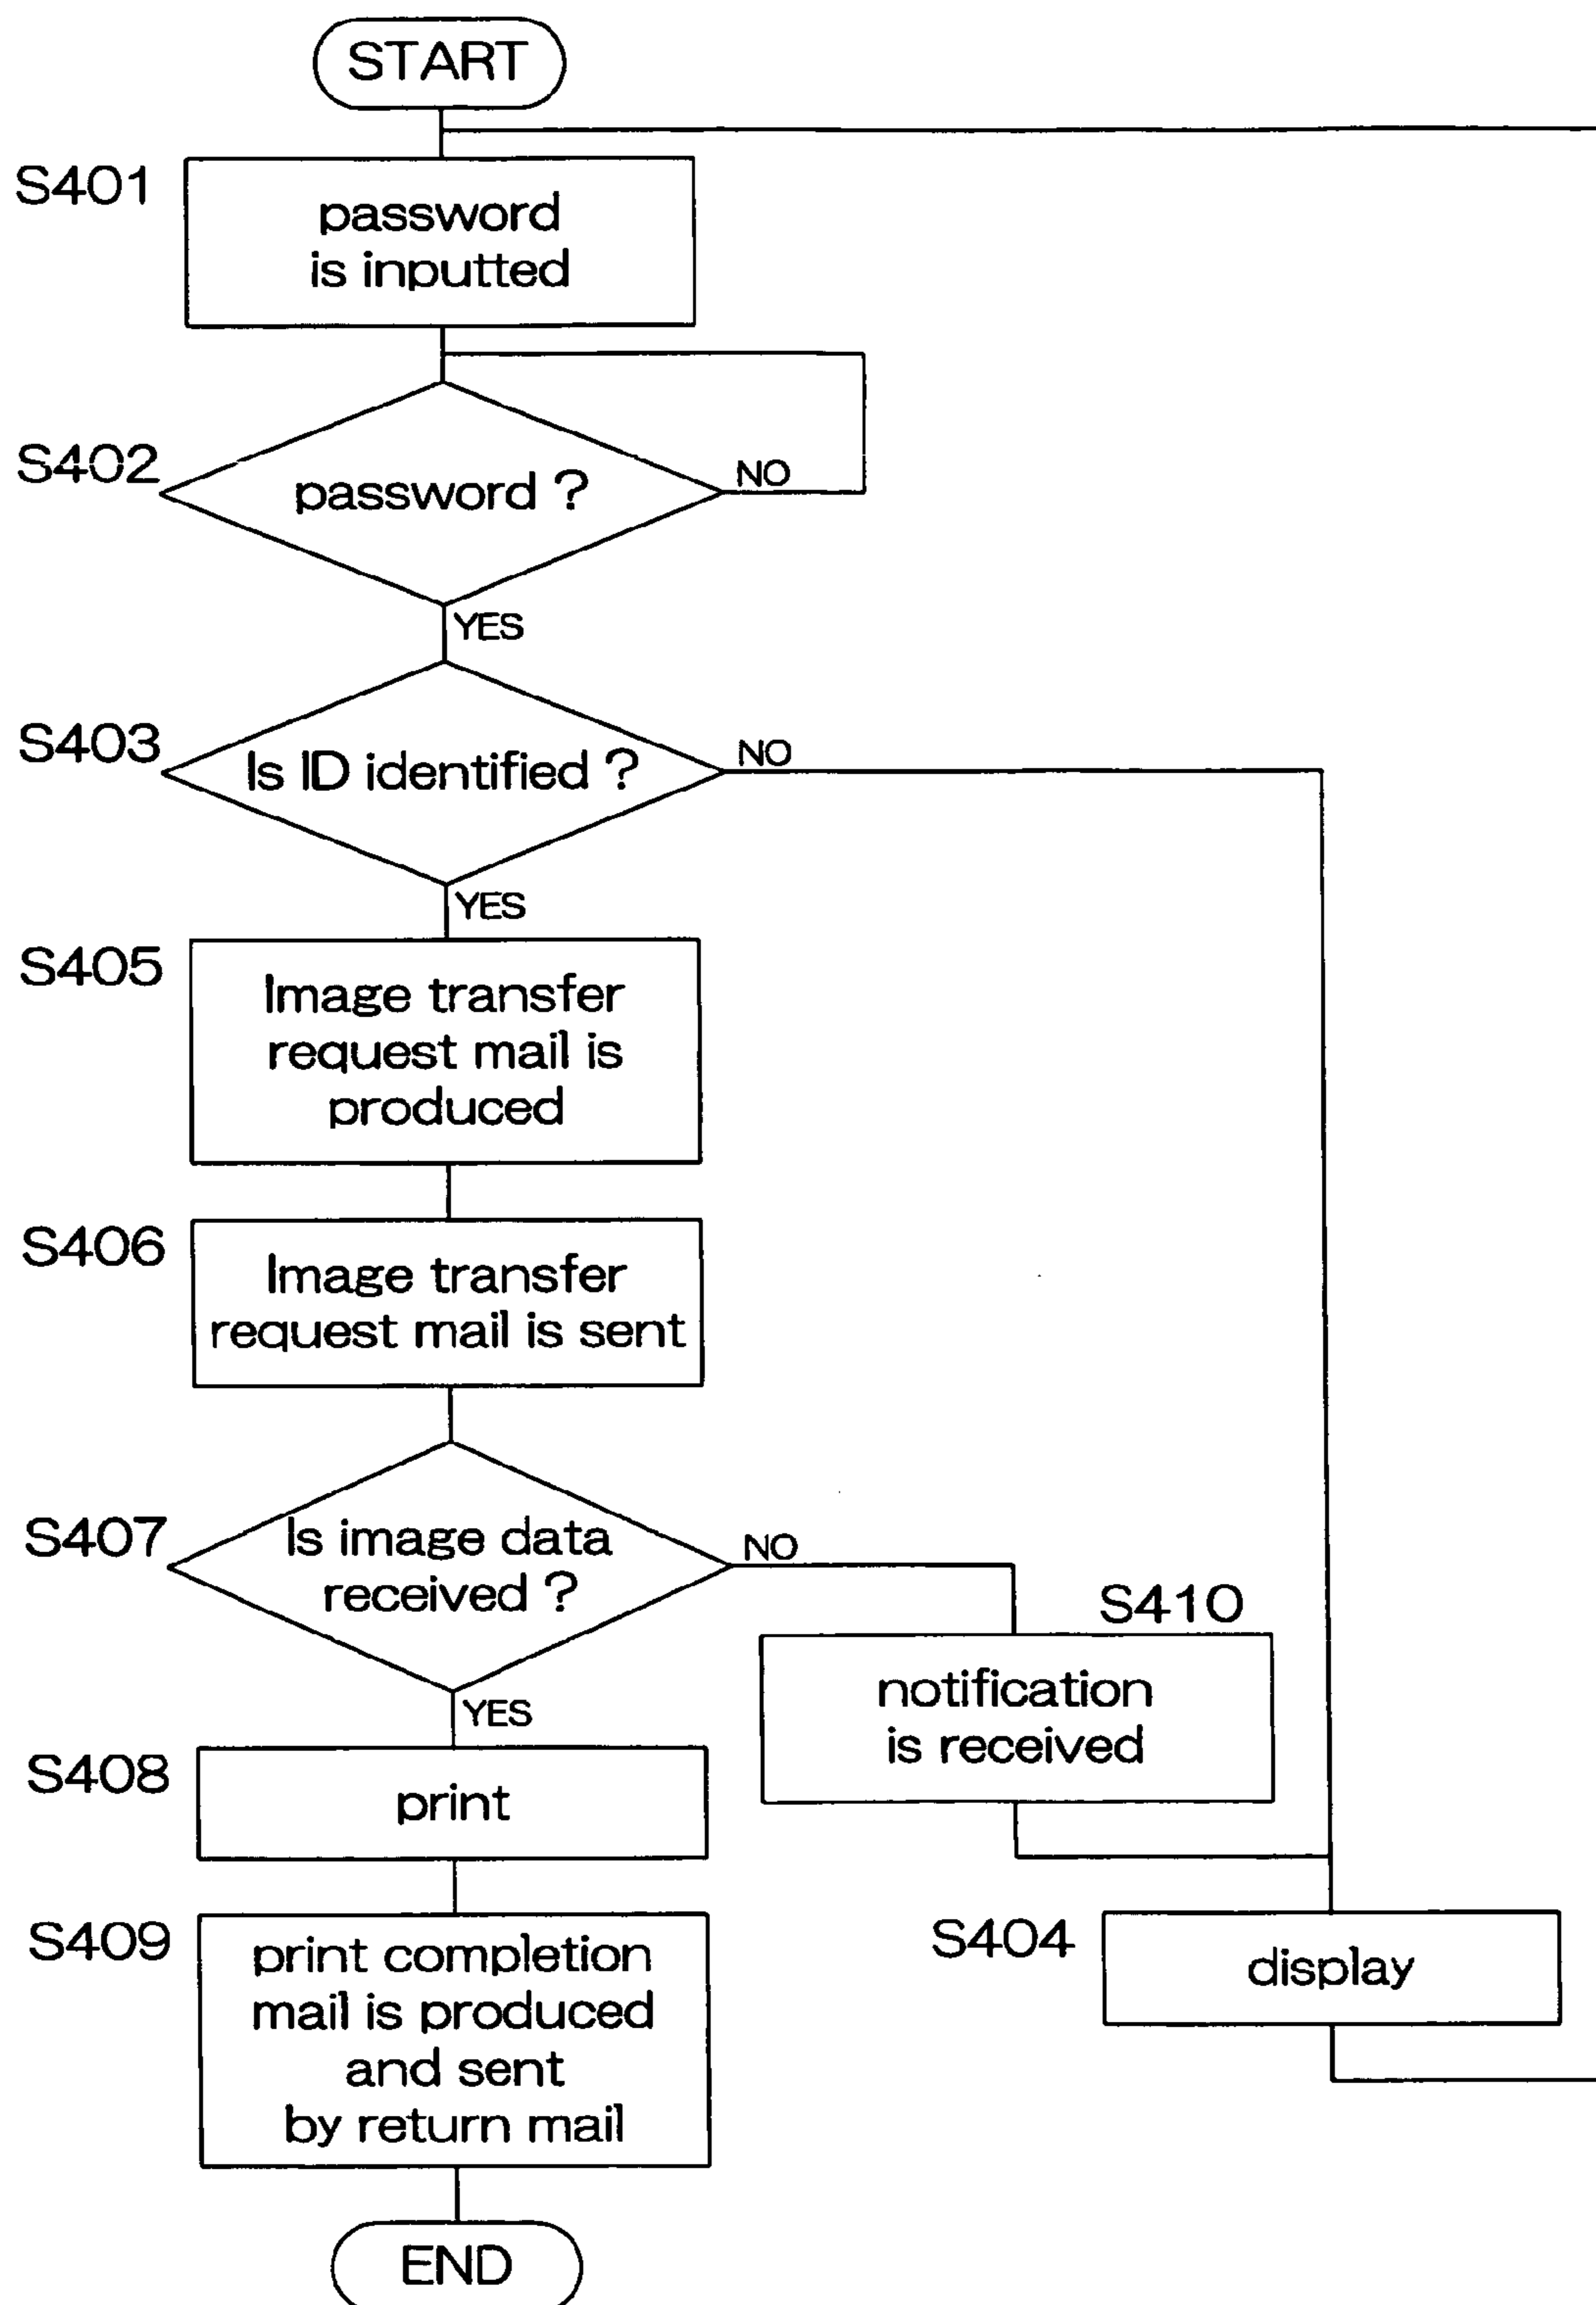 START
S401
password
is inputted
S402
password ?
NO
YES
S403
Is ID identified ?
NO
YES
S405
Image transfer
request mail is
produced
S406
Image transfer
request mail is sent
S407
Is image data
received ?
NO
YES
S410
notification
is received
S408
print
S409
print completion
mail is produced
and sent
by return mail
S404
display
END